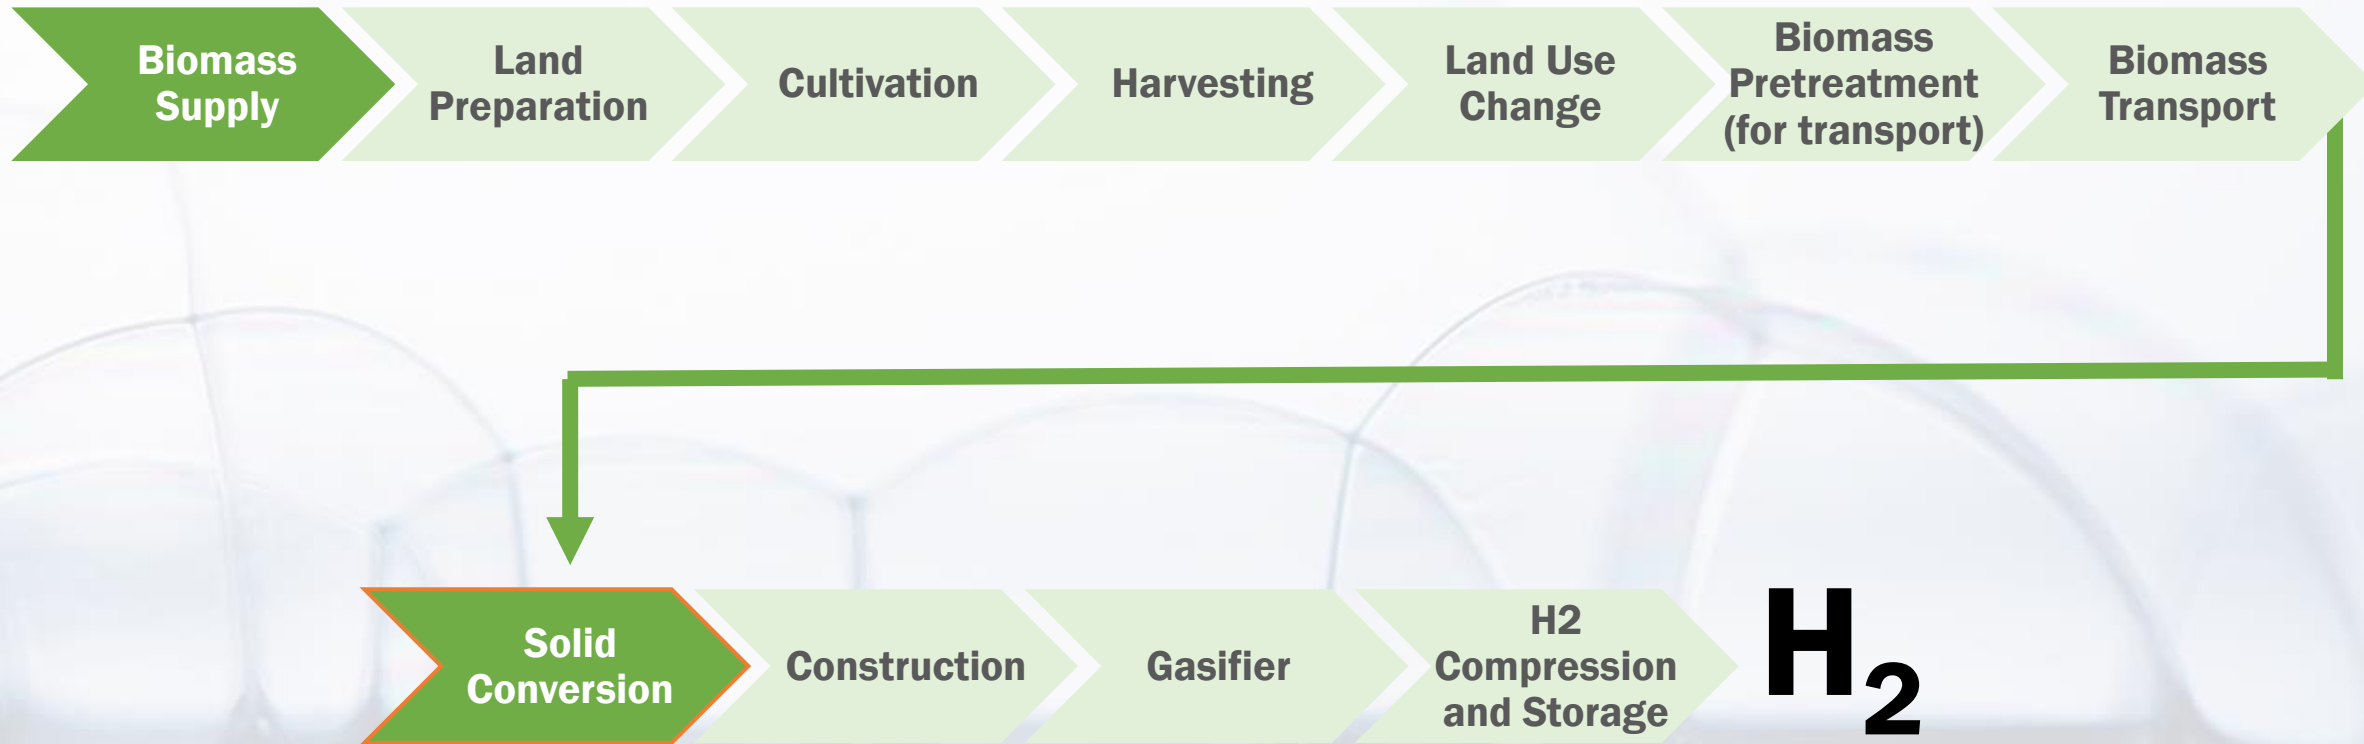 Biomass
Supply
Land
Preparation
Cultivation
Harvesting
Land Use
Change
Biomass
Pretreatment
(for transport)
Biomass
Transport
Solid
Conversion
Construction
Gasifier
H2
Compression
and Storage
H₂